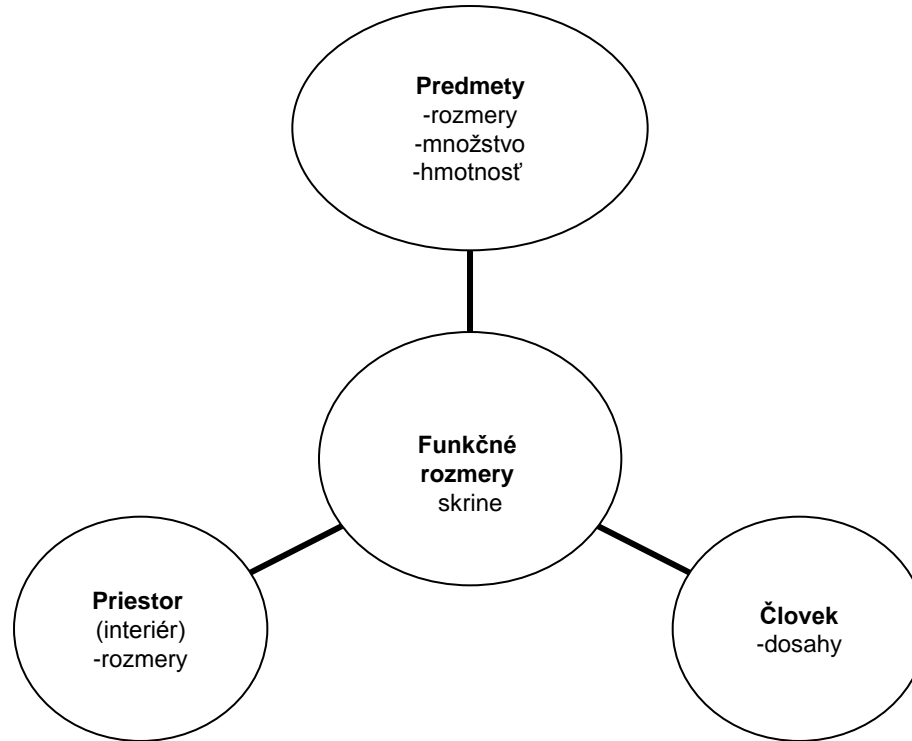 Predmety
-rozmery
-množstvo
-hmotnosť
Funkčné
rozmery
skrine
Priestor
(interiér)
-rozmery
Človek
-dosahy